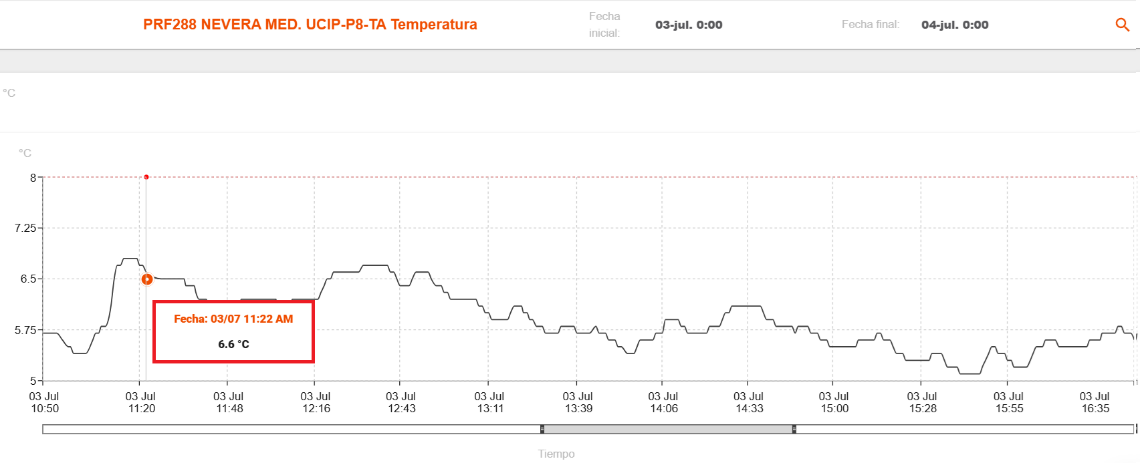 PRF288 NEVERA MED. UCIP-P8-TA Temperatura
Fecha
inicial:
03-jul. 0:00
Fecha final:
04-jul. 0:00
°C
°C
8
7.25
6.5
5.75
5
Fecha: 03/07 11:22 AM
6.6 °C
03 Jul 03 Jul 03 Jul 03 Jul 03 Jul 03 Jul 03 Jul 03 Jul 03 Jul 03 Jul 03 Jul 03 Jul 03 Jul
10:50 11:20 11:48 12:16 12:43 13:11 13:39 14:06 14:33 15:00 15:28 15:55 16:35
Tiempo